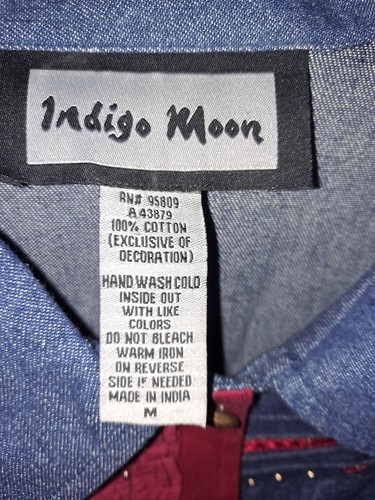 Indigo Moon
RN# 95809
A43879
100% COTTON
(EXCLUSIVE OF
DECORATION)
HAND WASH COLD
INSIDE OUT
WITH LIKE
COLORS
DO NOT BLEACH
WARM IRON
ON REVERSE
SIDE IF NEEDED
MADE IN INDIA
M